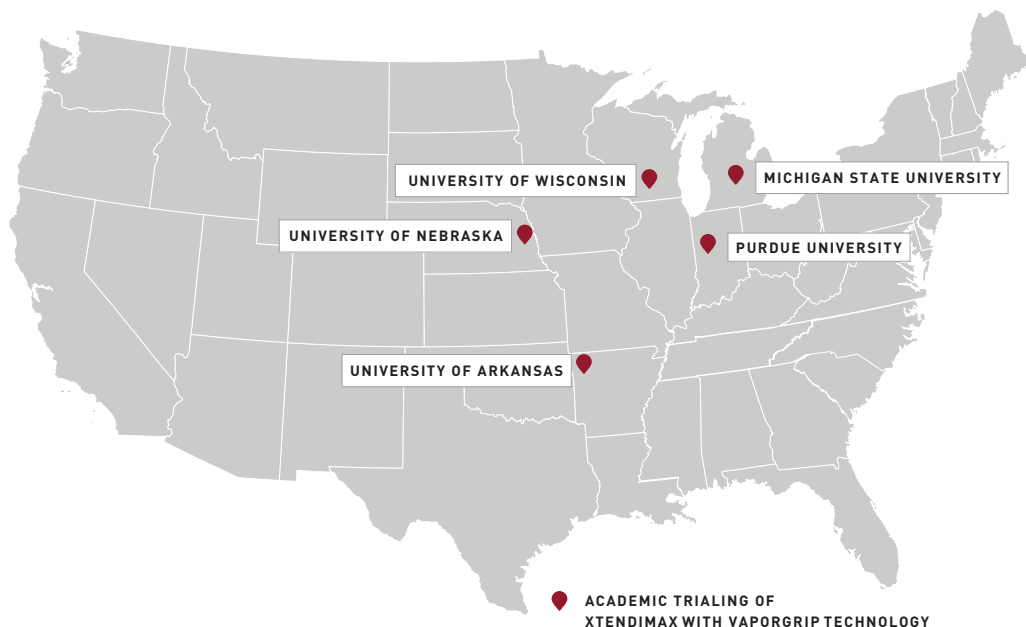 UNIVERSITY OF WISCONSIN
MICHIGAN STATE UNIVERSITY
UNIVERSITY OF NEBRASKA
PURDUE UNIVERSITY
UNIVERSITY OF ARKANSAS
ACADEMIC TRIALING OF
XTENDIMAX WITH VAPORGRIP TECHNOLOGY